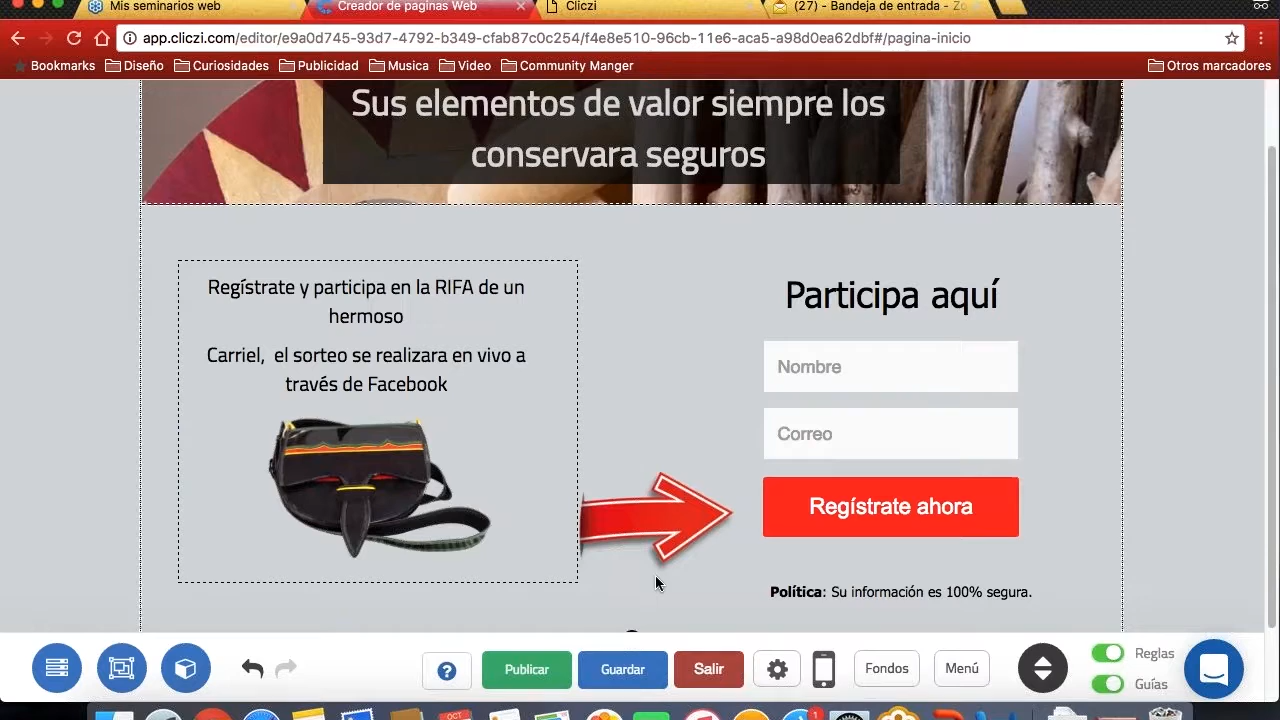 Mis seminarios web
Creador de paginas Web
Cliczi
(27) - Bandeja de entrada - Zo
app.cliczi.com/editor/e9a0d745-93d7-4792-b349-cfab87c0c254/f4e8e510-96cb-11e6-aca5-a98d0ea62dbf#/pagina-inicio
Bookmarks
Diseño
Curiosidades
Publicidad
Musica
Video
Community Manger
Otros marcadores
Sus elementos de valor siempre los
conservara seguros
Regístrate y participa en la RIFA de un
hermoso
Carriel, el sorteo se realizara en vivo a
través de Facebook
Participa aquí
Nombre
Correo
Regístrate ahora
Política: Su información es 100% segura.
?
Publicar
Guardar
Salir
Fondos
Menú
Reglas
Guías
OCT
1